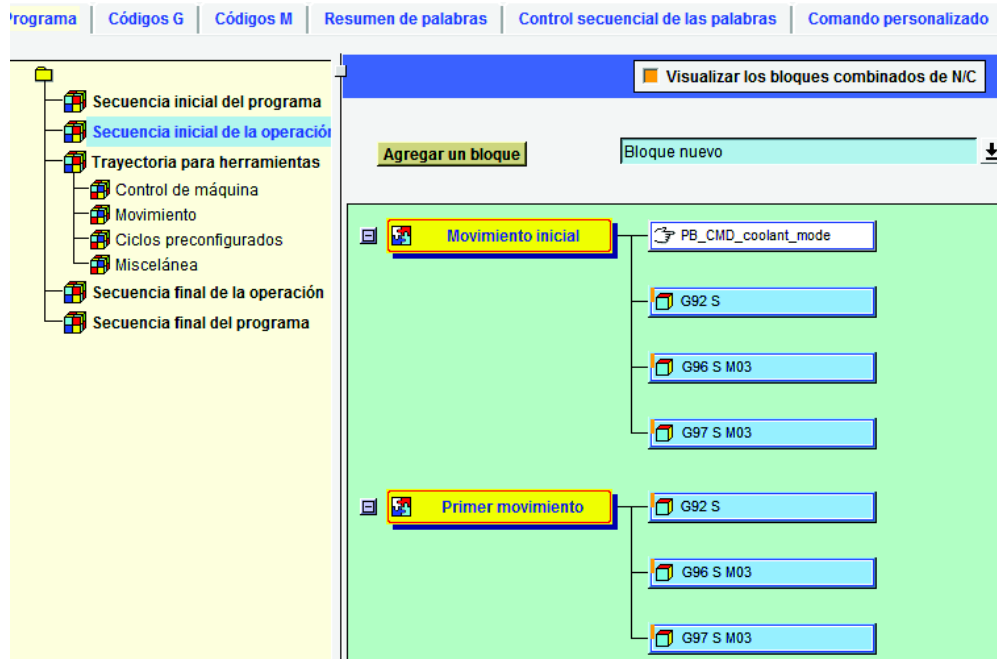 Programa Códigos G Códigos M Resumen de palabras Control secuencial de las palabras Comando personalizado
Visualizar los bloques combinados de N/C
Secuencia inicial del programa
Secuencia inicial de la operación
Trayectoria para herramientas
Control de máquina
Movimiento
Ciclos preconfigurados
Miscelánea
Secuencia final de la operación
Secuencia final del programa
Agregar un bloque Bloque nuevo
Movimiento inicial PB_CMD_coolant_mode
G92 S
G96 S M03
G97 S M03
Primer movimiento G92 S
G96 S M03
G97 S M03